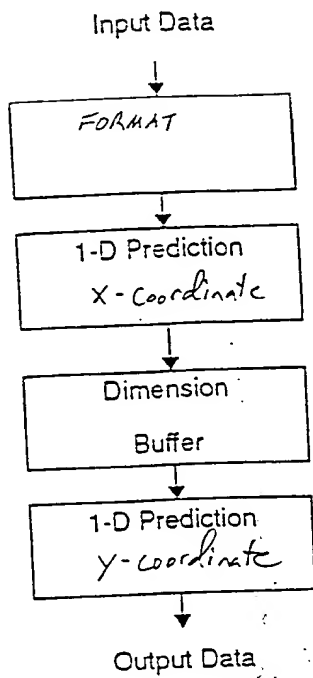 Input Data
FORMAT
1-D Prediction
X-coordinate
Dimension
Buffer
1-D Prediction
y-coordinate
Output Data